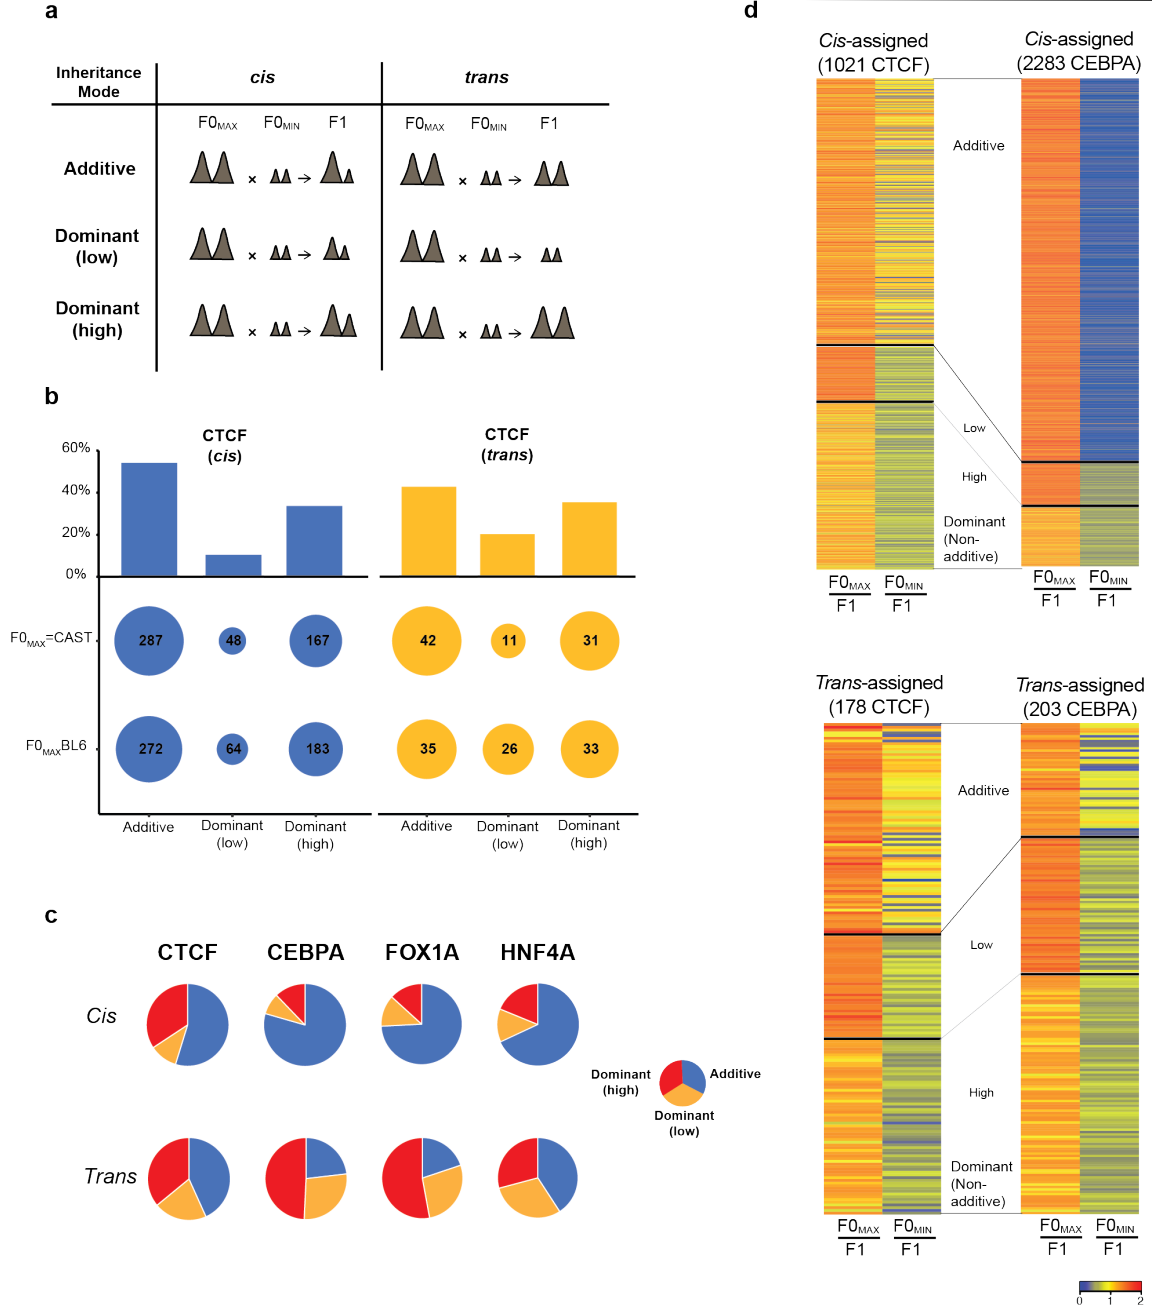 a
Inheritance
Mode
cis
trans
F0MAX F0MIN F1
F0MAX F0MIN F1
Additive
× →
× →
Dominant
(low)
× →
× →
Dominant
(high)
× →
× →
b
CTCF
(cis)
CTCF
(trans)
60%
40%
20%
0%
F0MAX=CAST
287 48 167 42 11 31
F0MAXBL6
272 64 183 35 26 33
Additive
Dominant
(low)
Dominant
(high)
Additive
Dominant
(low)
Dominant
(high)
c
CTCF CEBPA FOX1A HNF4A
Cis
Trans
Dominant
(high)
Additive
Dominant
(low)
d
Cis-assigned
(1021 CTCF)
Cis-assigned
(2283 CEBPA)
Additive
Low
High
Dominant
(Non-
additive)
F0MAX
F1
F0MIN
F1
F0MAX
F1
F0MIN
F1
Trans-assigned
(178 CTCF)
Trans-assigned
(203 CEBPA)
Additive
Low
High
Dominant
(Non-
additive)
F0MAX
F1
F0MIN
F1
F0MAX
F1
F0MIN
F1
0 1 2